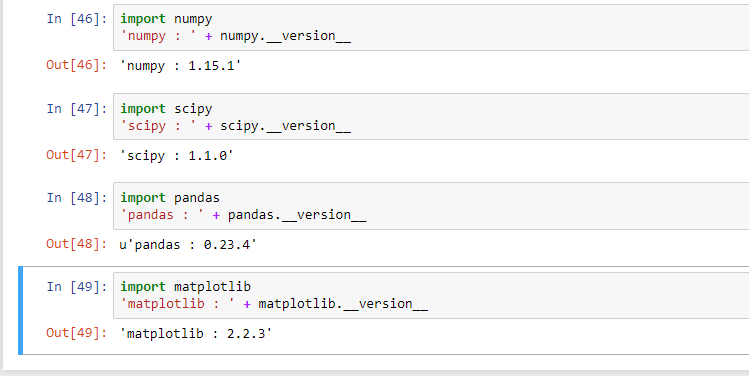 In [46]: import numpy
'numpy : ' + numpy.__version__
Out[46]: 'numpy : 1.15.1'
In [47]: import scipy
'scipy : ' + scipy.__version__
Out[47]: 'scipy : 1.1.0'
In [48]: import pandas
'pandas : ' + pandas.__version__
Out[48]: u'pandas : 0.23.4'
In [49]: import matplotlib
'matplotlib : ' + matplotlib.__version__
Out[49]: 'matplotlib : 2.2.3'